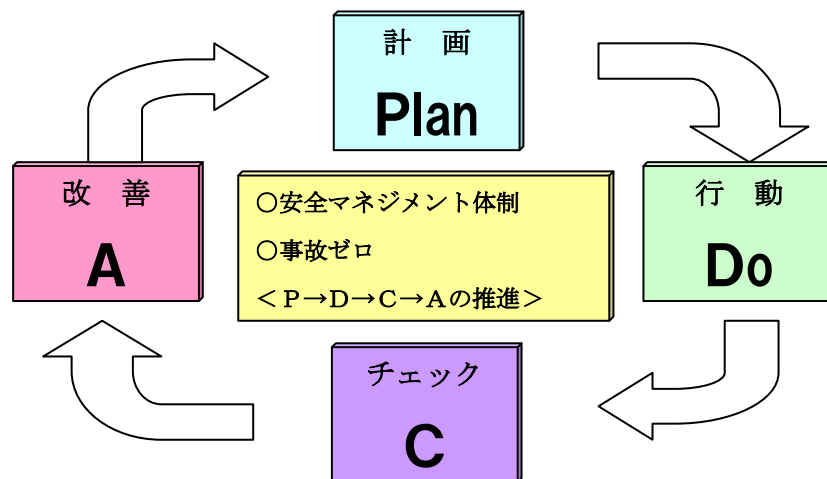 計　画
Plan
改　善
A
○安全マネジメント体制
○事故ゼロ
＜Ｐ→Ｄ→Ｃ→Ａの推進＞
行　動
Do
チェック
C